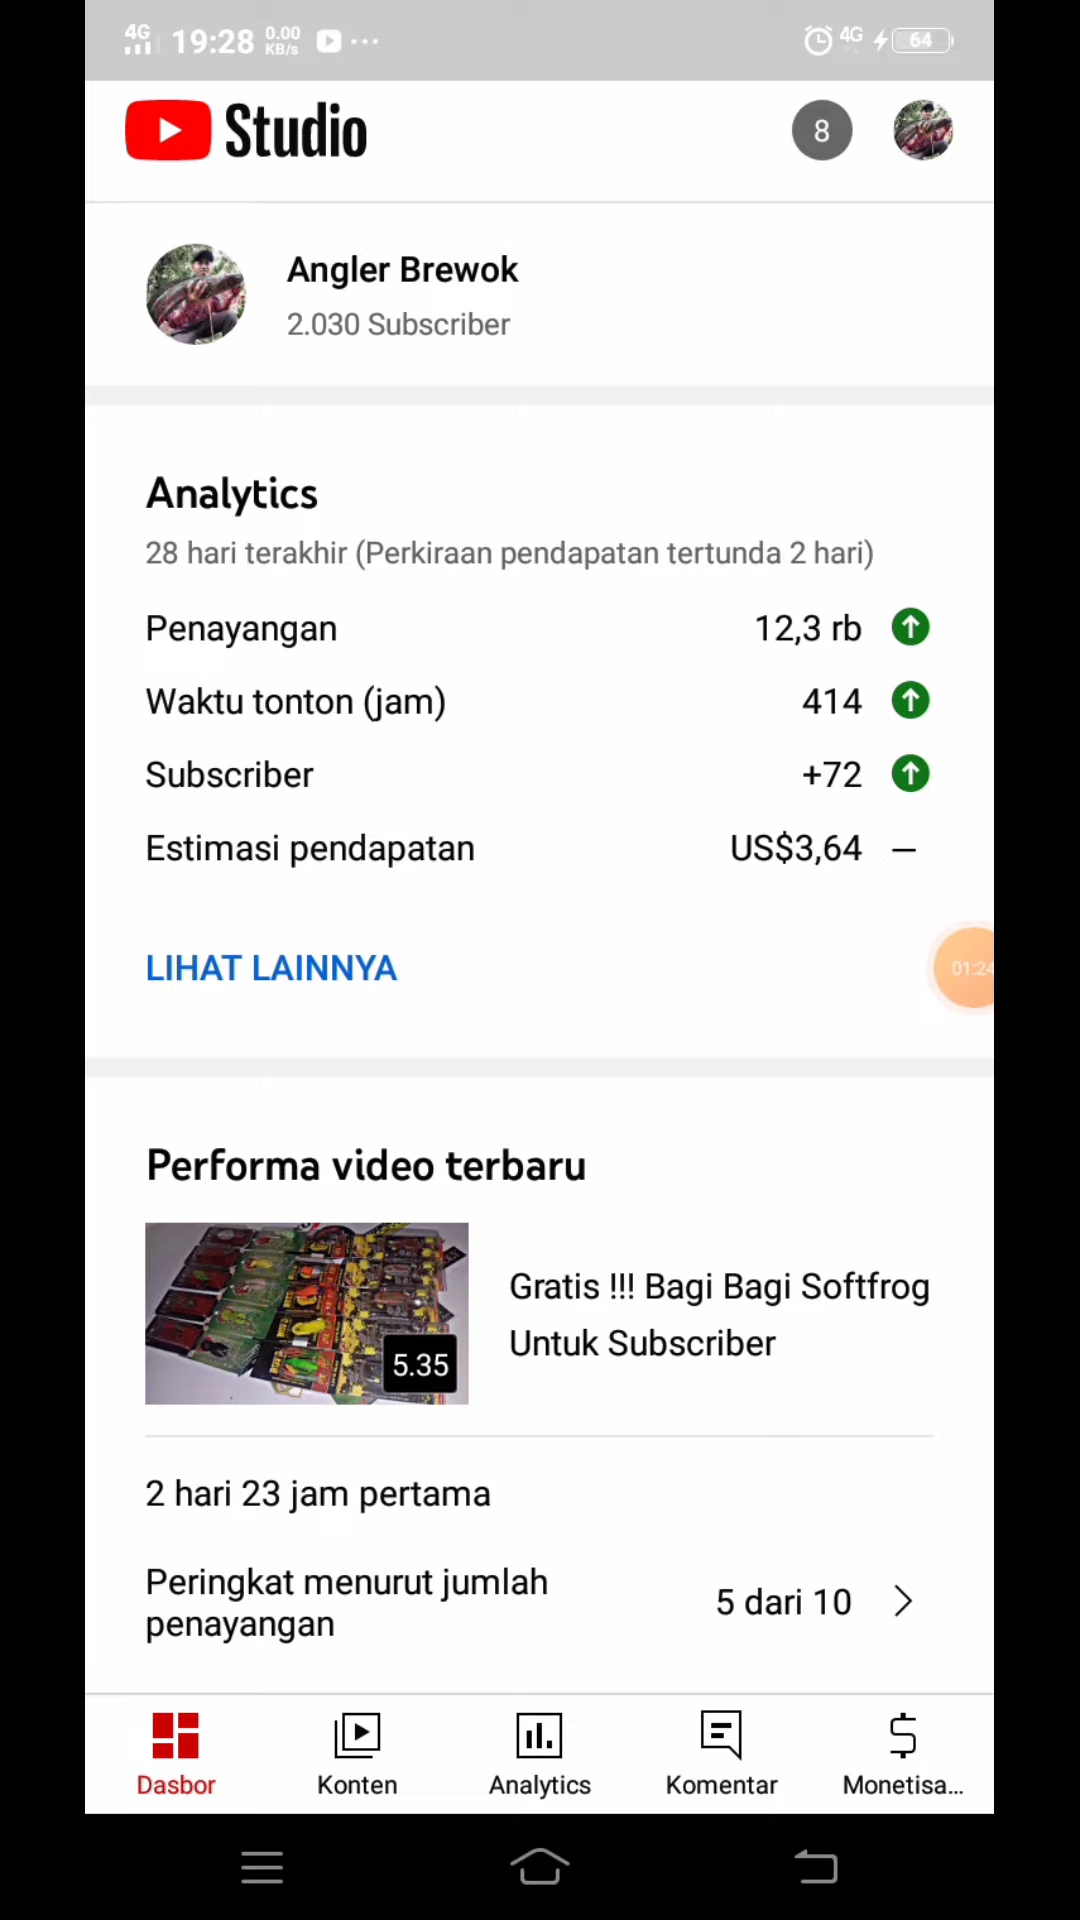 4G 19:28 0.00 KB/s 4G 64
Studio 8
Angler Brewok
2.030 Subscriber
Analytics
28 hari terakhir (Perkiraan pendapatan tertunda 2 hari)
Penayangan 12,3 rb
Waktu tonton (jam) 414
Subscriber +72
Estimasi pendapatan US$3,64 —
LIHAT LAINNYA
01:24
Performa video terbaru
Gratis !!! Bagi Bagi Softfrog
Untuk Subscriber
5.35
2 hari 23 jam pertama
Peringkat menurut jumlah
penayangan
5 dari 10
Dasbor Konten Analytics Komentar Monetisa...